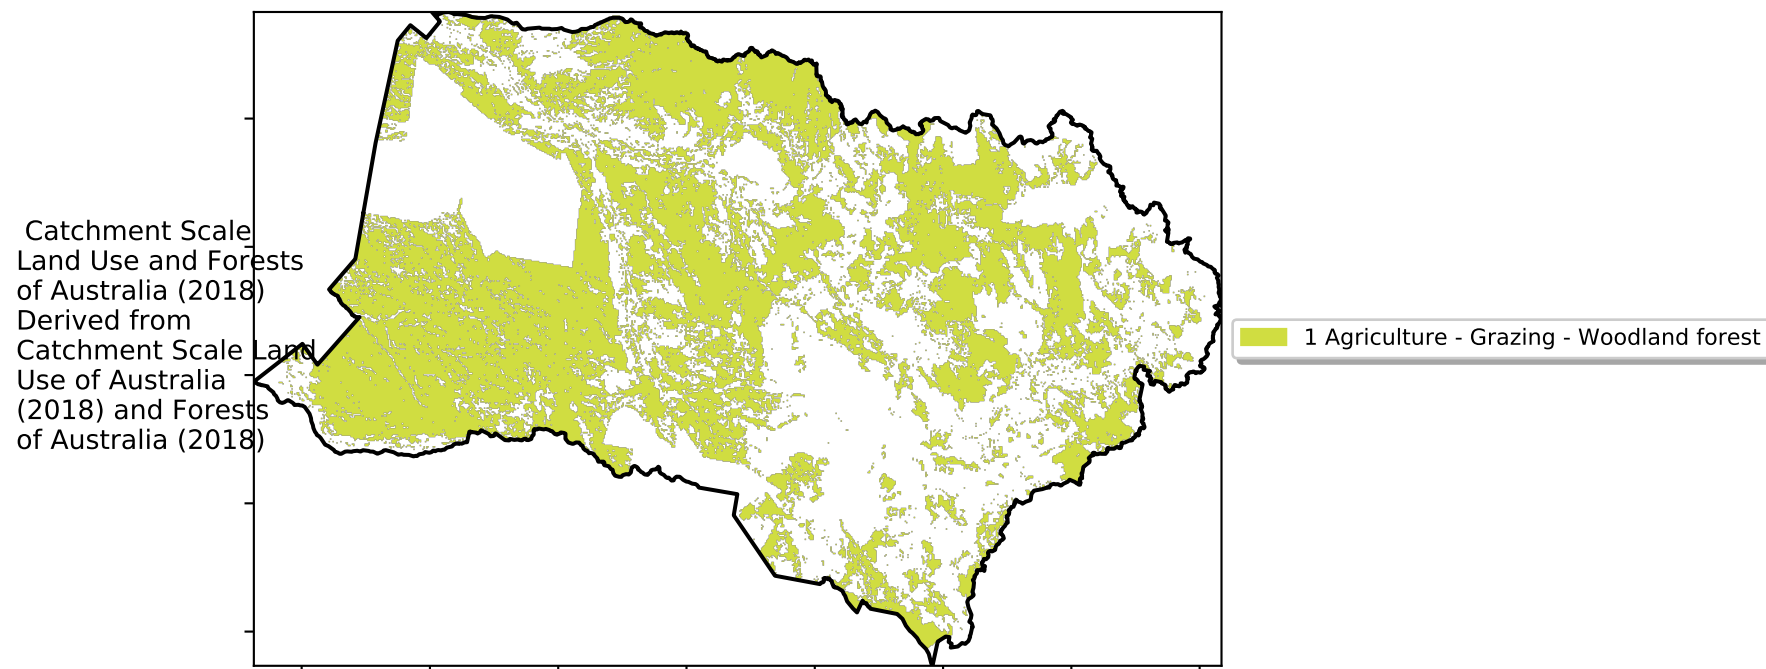 Catchment Scale
Land Use and Forests
of Australia (2018)
Derived from
Catchment Scale Land
Use of Australia
(2018) and Forests
of Australia (2018)
1 Agriculture - Grazing - Woodland forest